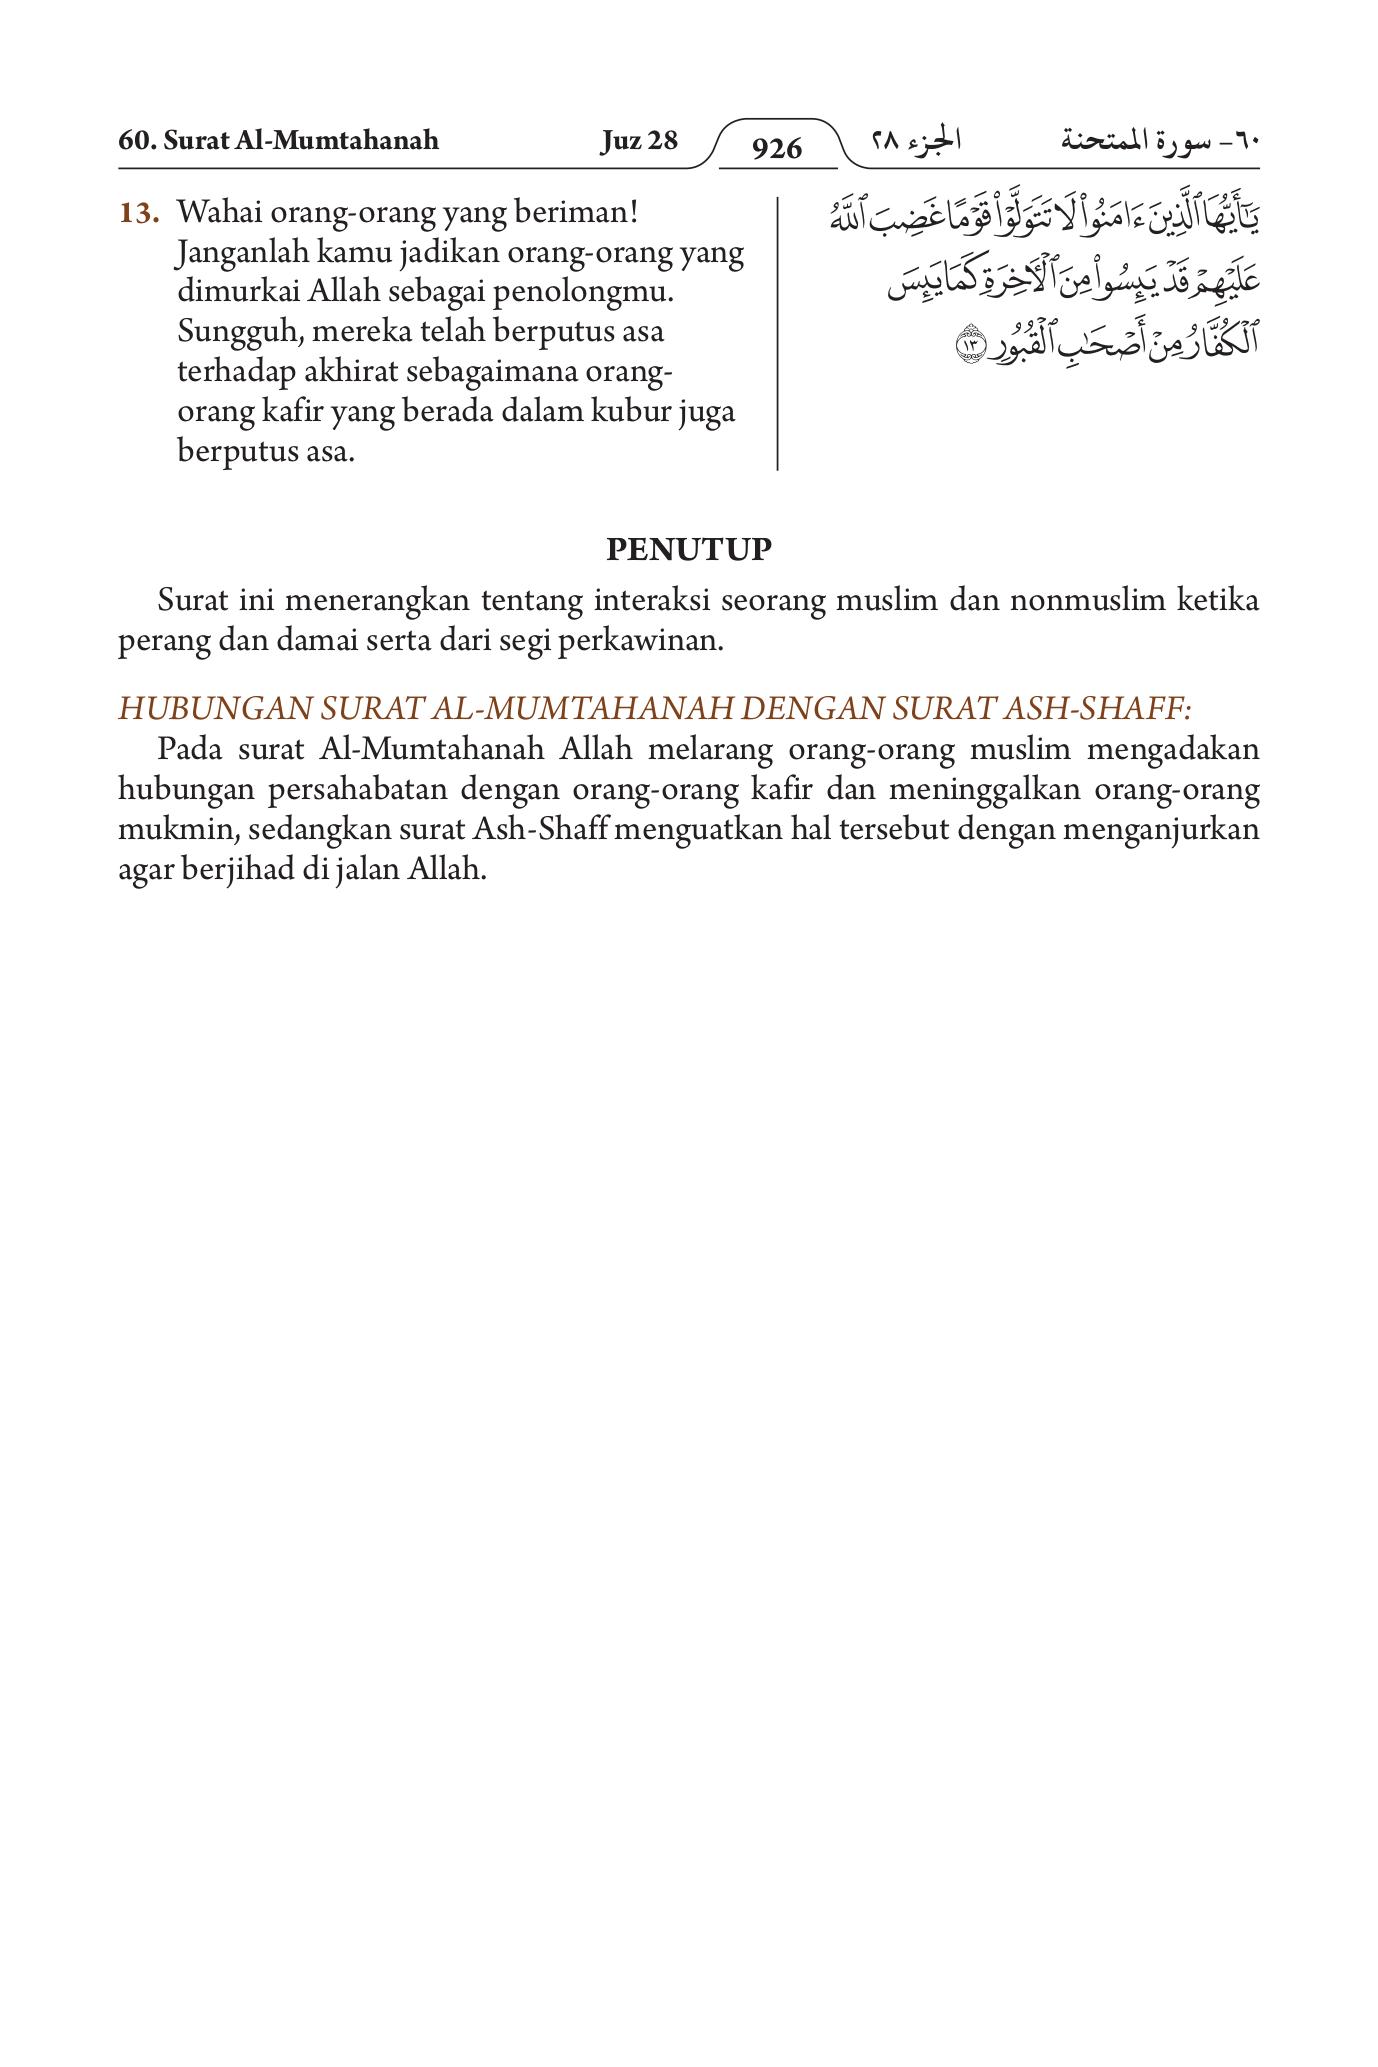 60. Surat Al-Mumtahanah Juz 28 926 الجزء ٢٨ ٦٠- سورة الممتحنة
13. Wahai orang-orang yang beriman!
Janganlah kamu jadikan orang-orang yang
dimurkai Allah sebagai penolongmu.
Sungguh, mereka telah berputus asa
terhadap akhirat sebagaimana orang-
orang kafir yang berada dalam kubur juga
berputus asa.
يَٰٓأَيُّهَا ٱلَّذِينَ ءَامَنُوا۟ لَا تَتَوَلَّوْا۟ قَوْمًا غَضِبَ ٱللَّهُ
عَلَيْهِمْ قَدْ يَئِسُوا۟ مِنَ ٱلْءَاخِرَةِ كَمَا يَئِسَ
ٱلْكُفَّارُ مِنْ أَصْحَٰبِ ٱلْقُبُورِ ١٣
PENUTUP
Surat ini menerangkan tentang interaksi seorang muslim dan nonmuslim ketika
perang dan damai serta dari segi perkawinan.
HUBUNGAN SURAT AL-MUMTAHANAH DENGAN SURAT ASH-SHAFF:
Pada surat Al-Mumtahanah Allah melarang orang-orang muslim mengadakan
hubungan persahabatan dengan orang-orang kafir dan meninggalkan orang-orang
mukmin, sedangkan surat Ash-Shaff menguatkan hal tersebut dengan menganjurkan
agar berjihad di jalan Allah.